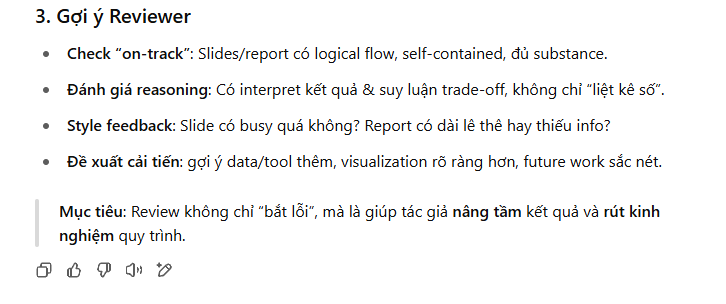 3. Gợi ý Reviewer
• Check “on-track”: Slides/report có logical flow, self-contained, đủ substance.
• Đánh giá reasoning: Có interpret kết quả & suy luận trade-off, không chỉ “liệt kê số”.
• Style feedback: Slide có busy quá không? Report có dài lê thê hay thiếu info?
• Đề xuất cải tiến: gợi ý data/tool thêm, visualization rõ ràng hơn, future work sắc nét.
Mục tiêu: Review không chỉ “bắt lỗi”, mà là giúp tác giả nâng tầm kết quả và rút kinh
nghiệm quy trình.